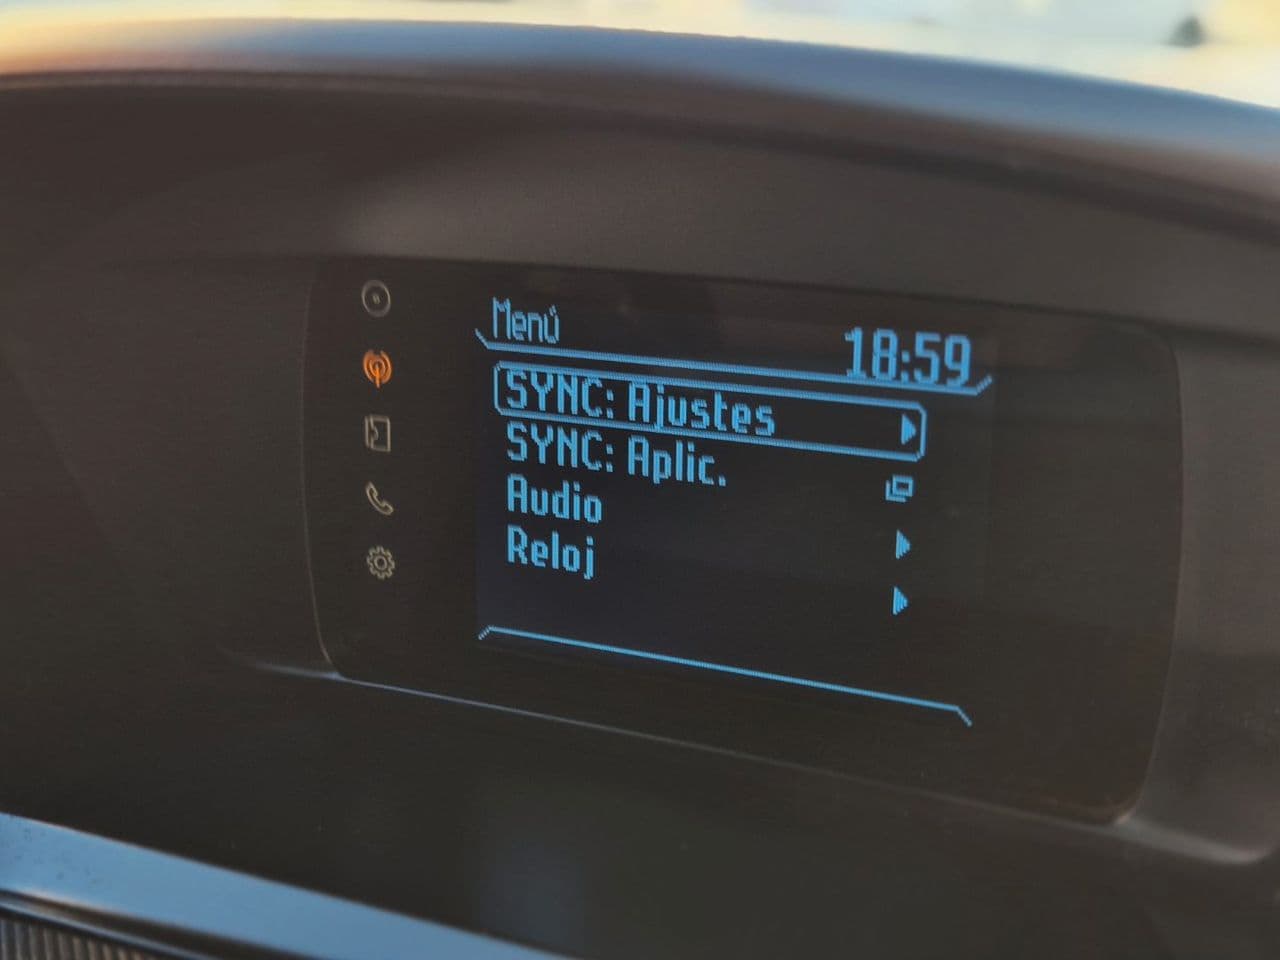 Menú
18:59
SYNC: Ajustes
SYNC: Aplic.
Audio
Reloj